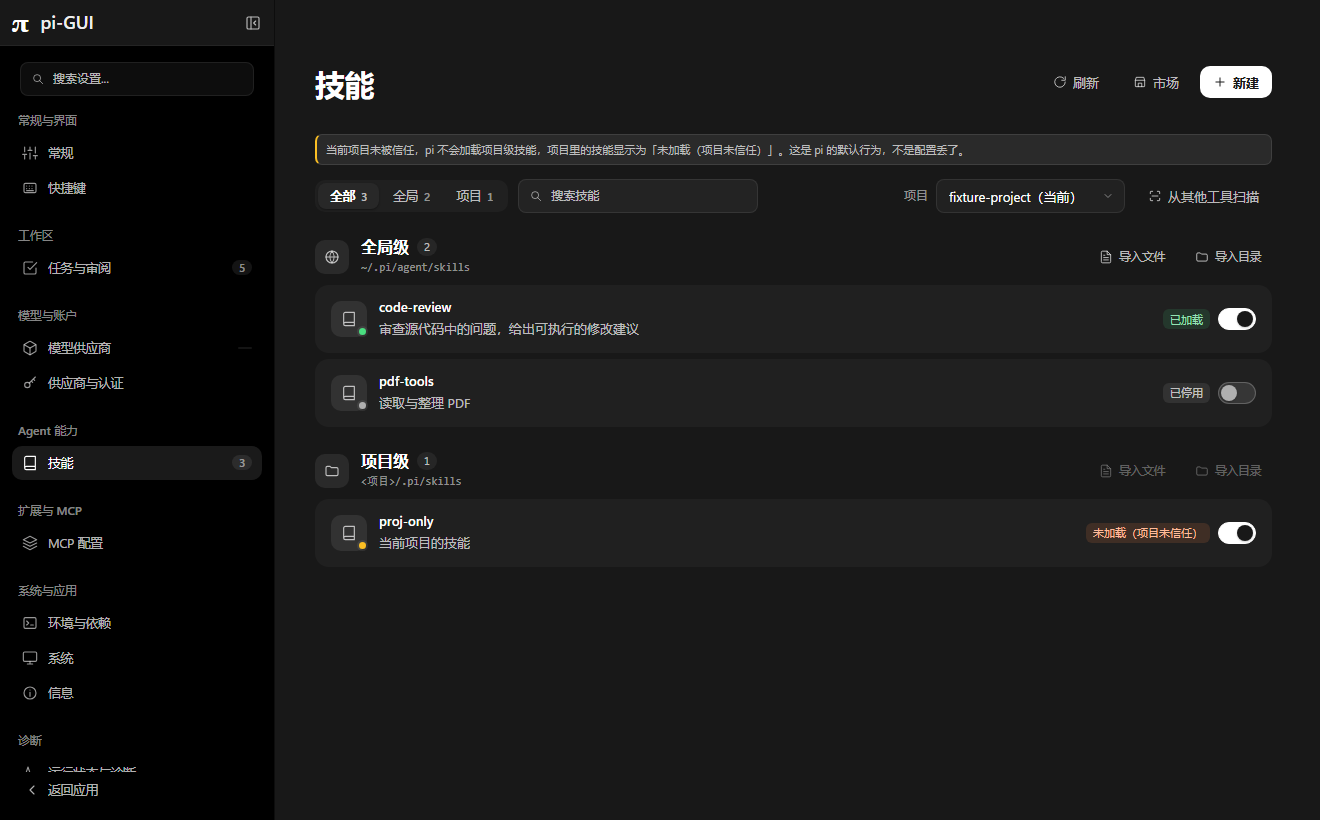 π pi-GUI
搜索设置...
常规与界面
常规
快捷键
工作区
任务与审阅 5
模型与账户
模型供应商
供应商与认证
Agent 能力
技能 3
扩展与 MCP
MCP 配置
系统与应用
环境与依赖
系统
信息
诊断
返回应用
技能
刷新 市场 新建
当前项目未被信任，pi 不会加载项目级技能，项目里的技能显示为「未加载（项目未信任）」。这是 pi 的默认行为，不是配置丢了。
全部 3 全局 2 项目 1 搜索技能 项目 fixture-project（当前） 从其他工具扫描
全局级 2 导入文件 导入目录
~/.pi/agent/skills
code-review
审查源代码中的问题，给出可执行的修改建议
已加载
pdf-tools
读取与整理 PDF
已停用
项目级 1 导入文件 导入目录
<项目>/.pi/skills
proj-only
当前项目的技能
未加载（项目未信任）